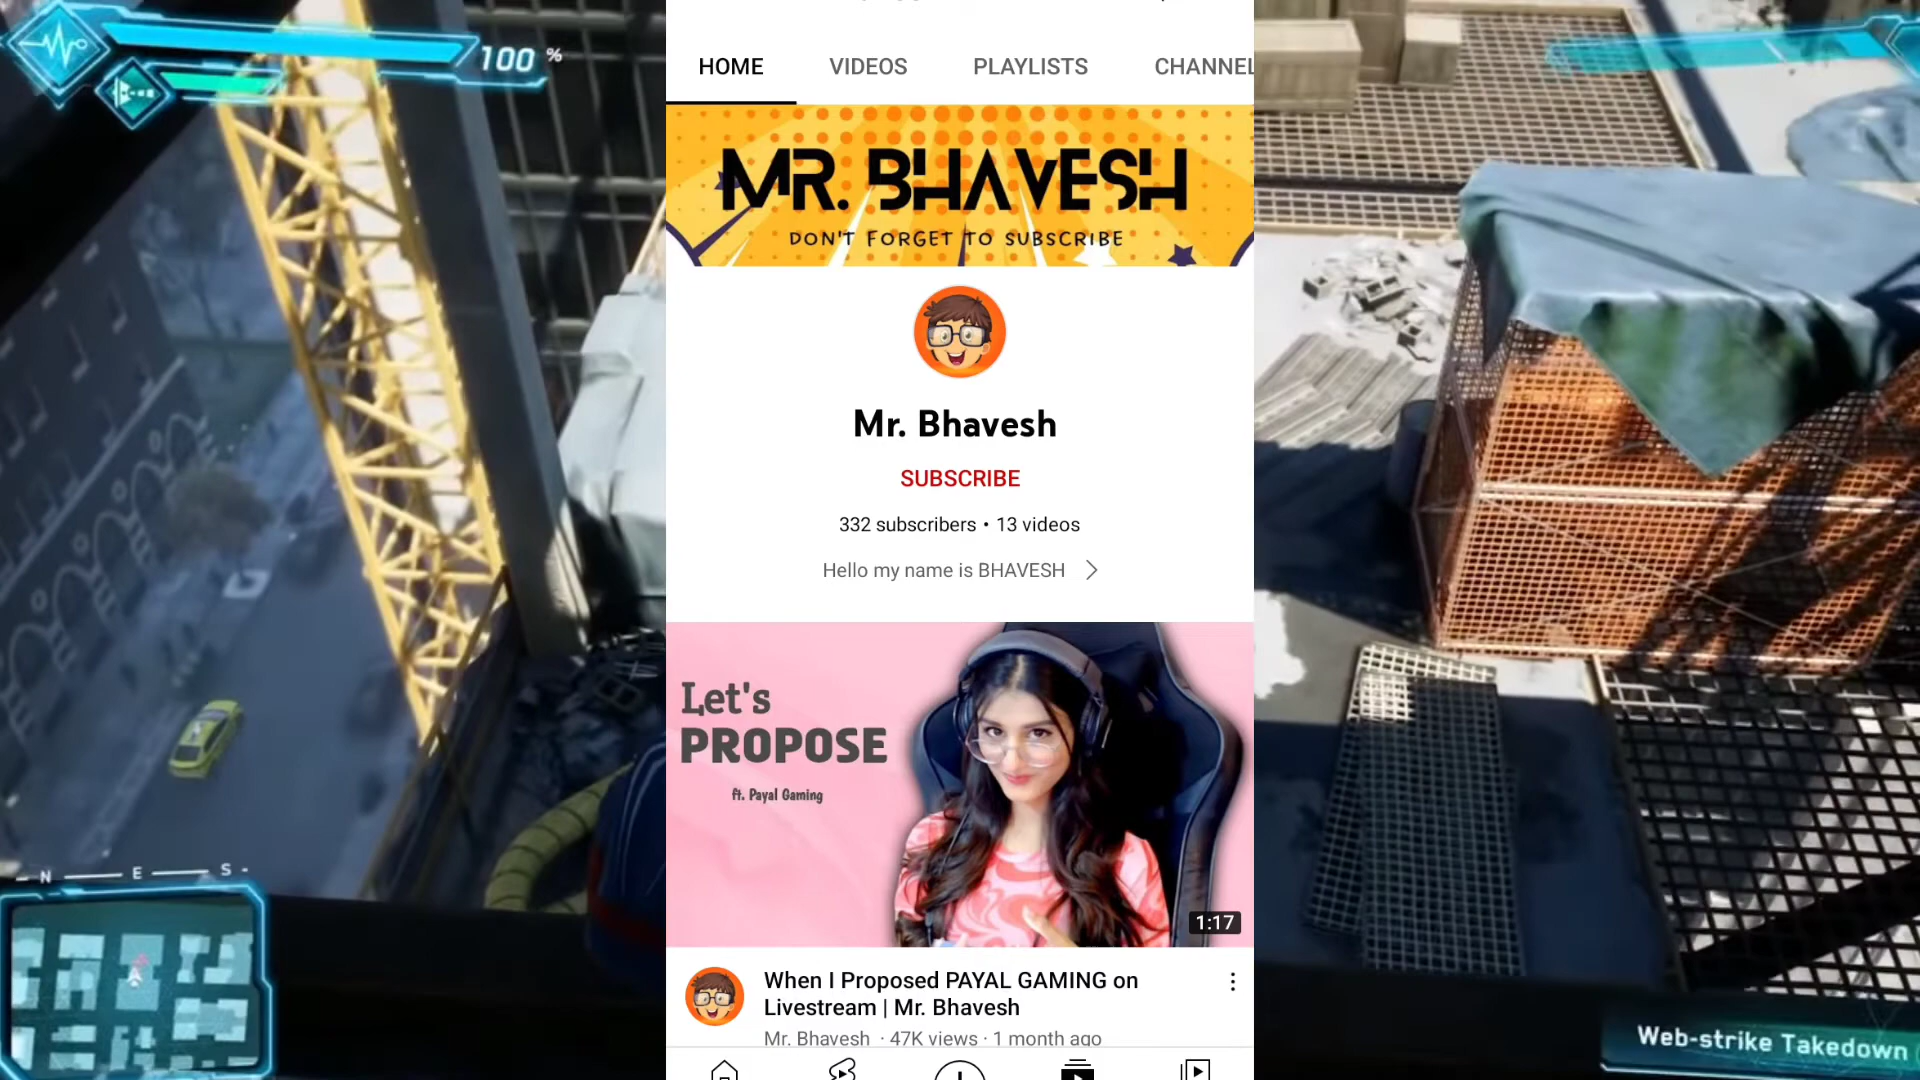 100 %
N E S
HOME VIDEOS PLAYLISTS CHANNEL
MR. BHAVESH
DON'T FORGET TO SUBSCRIBE
Mr. Bhavesh
SUBSCRIBE
332 subscribers • 13 videos
Hello my name is BHAVESH
Let's
PROPOSE
ft. Payal Gaming
1:17
When I Proposed PAYAL GAMING on
Livestream | Mr. Bhavesh
Mr. Bhavesh · 47K views · 1 month ago
Web-strike Takedown